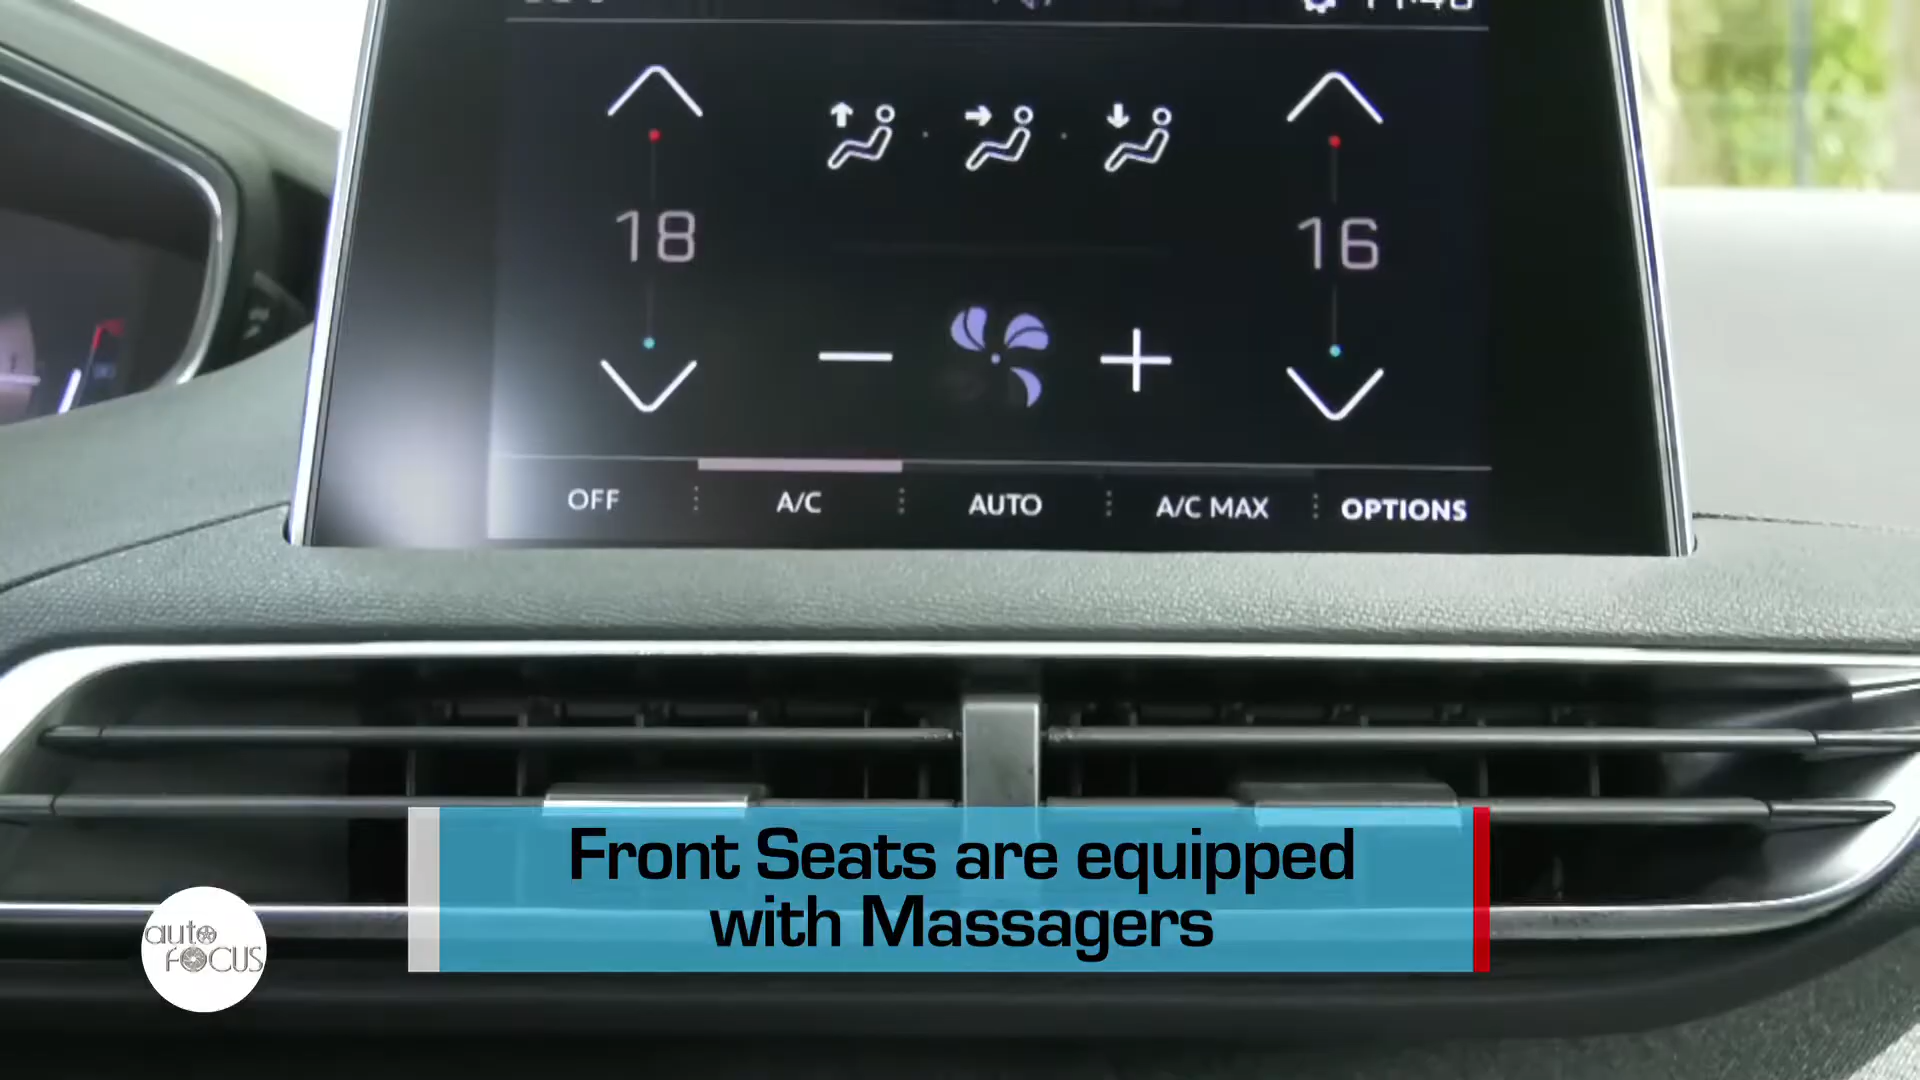 18
16
OFF
A/C
AUTO
A/C MAX
OPTIONS
Front Seats are equipped
with Massagers
auto
FOCUS